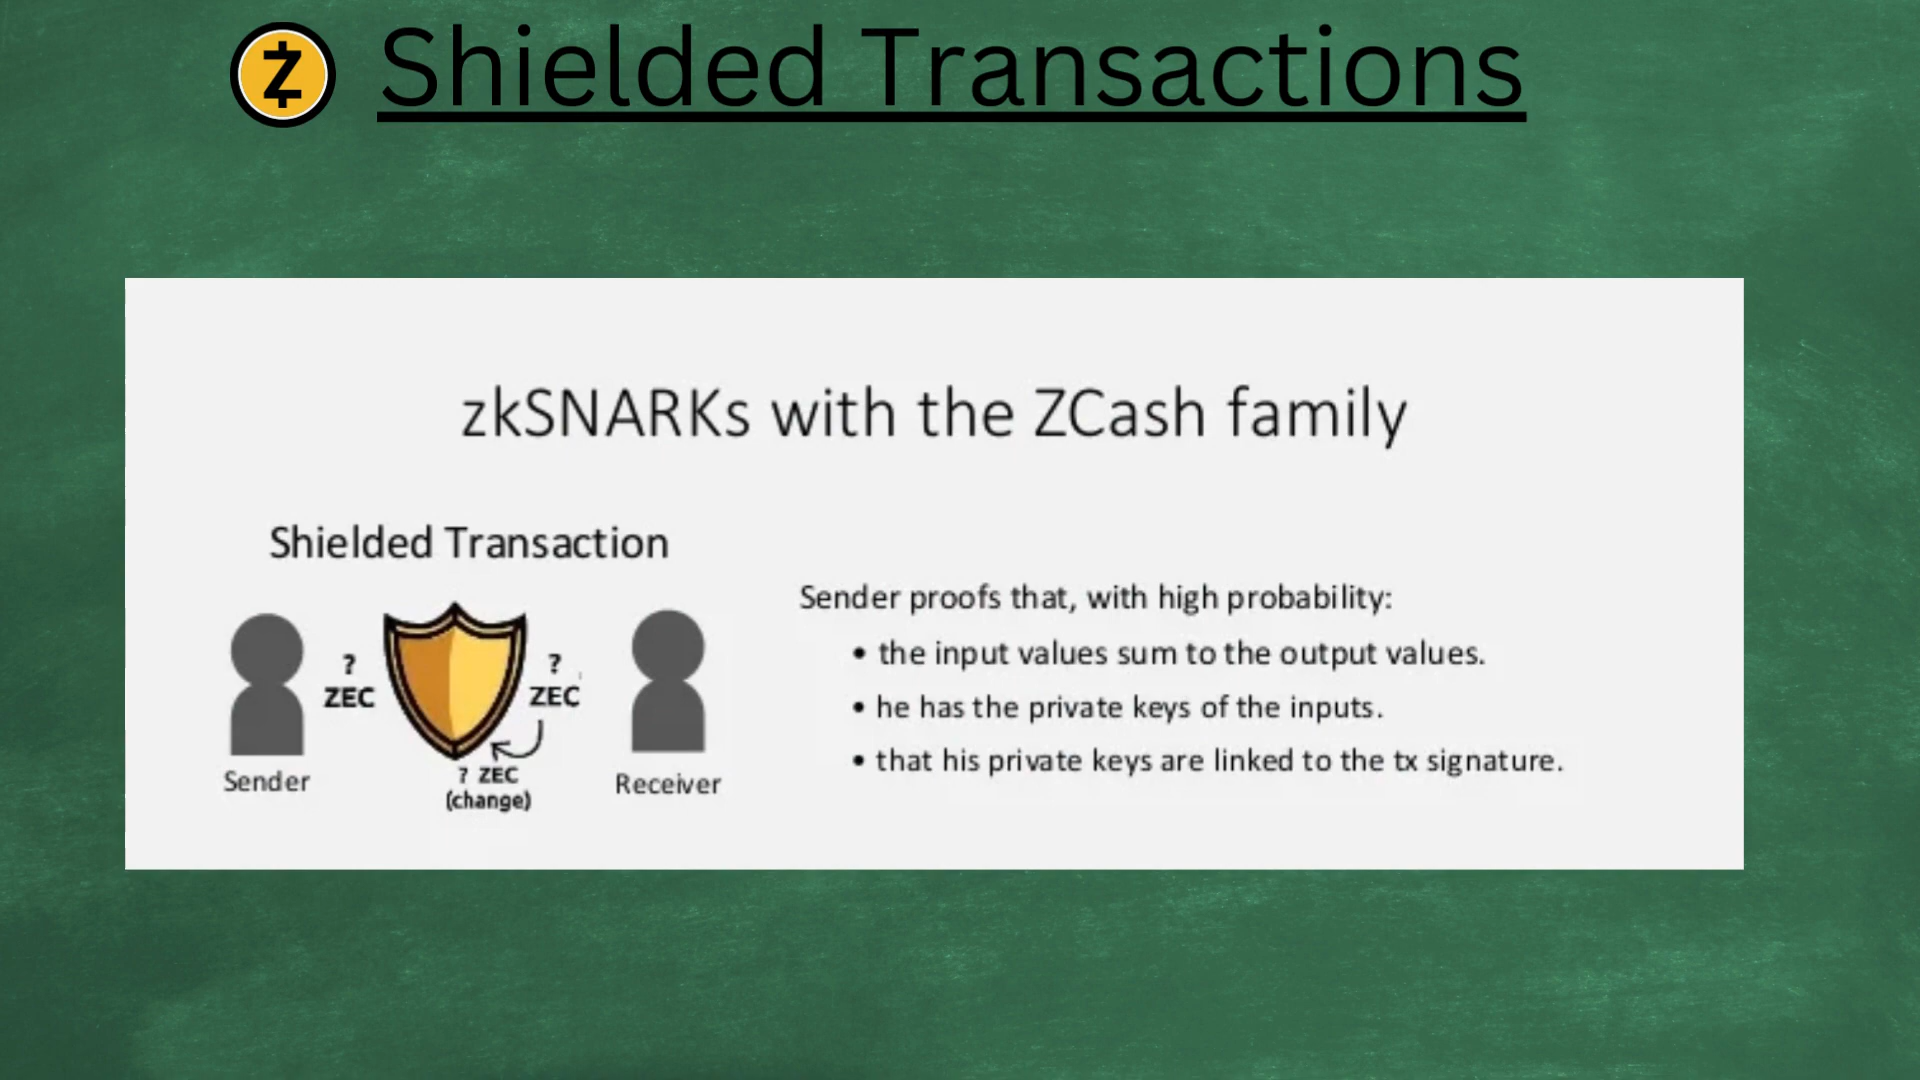 Shielded Transactions
zkSNARKs with the ZCash family
Shielded Transaction
?
ZEC
?
ZEC
? ZEC
(change)
Sender
Receiver
Sender proofs that, with high probability:
• the input values sum to the output values.
• he has the private keys of the inputs.
• that his private keys are linked to the tx signature.